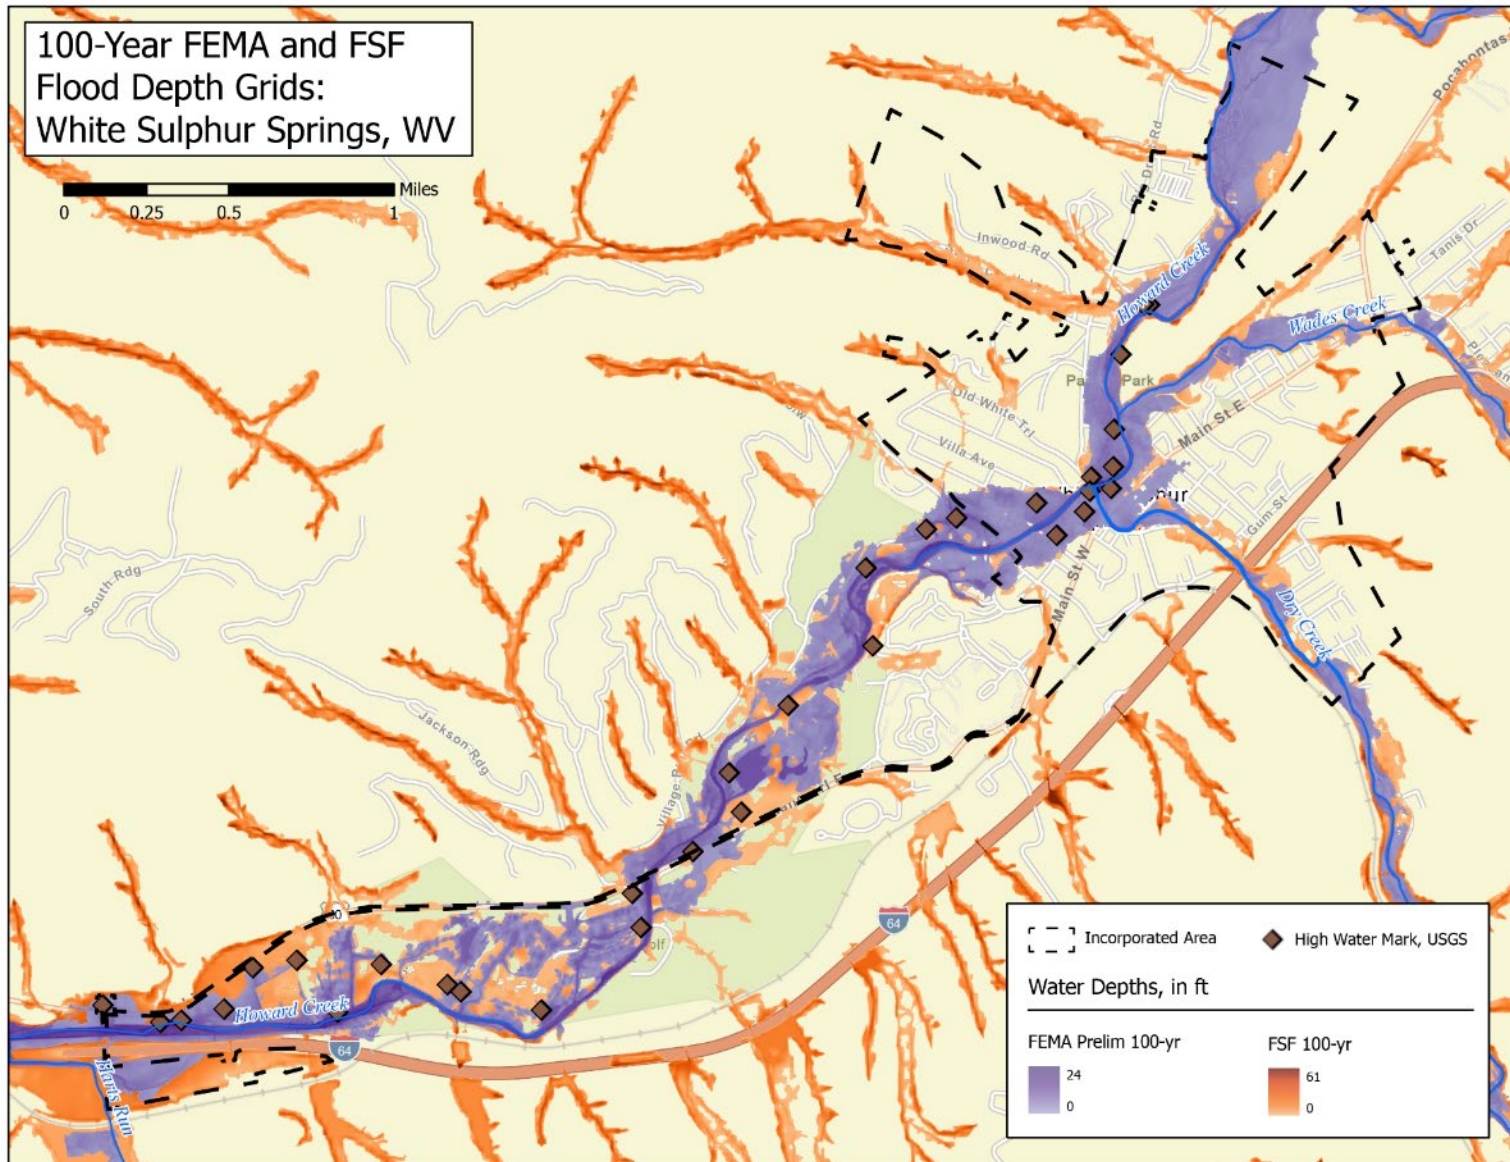 100-Year FEMA and FSF
Flood Depth Grids:
White Sulphur Springs, WV
Miles
0 0.25 0.5 1
Pocahontas
Tanis Dr
Inwood Rd
Howard Creek
Wades Creek
Park
Old White Trl
Main St E
Villa Ave
Gum St
Main St W
South Rdg
Dry Creek
Jackson Rdg
Village
64
Howard Creek
64
Harts Run
Incorporated Area
High Water Mark, USGS
Water Depths, in ft
FEMA Prelim 100-yr
FSF 100-yr
24
61
0
0